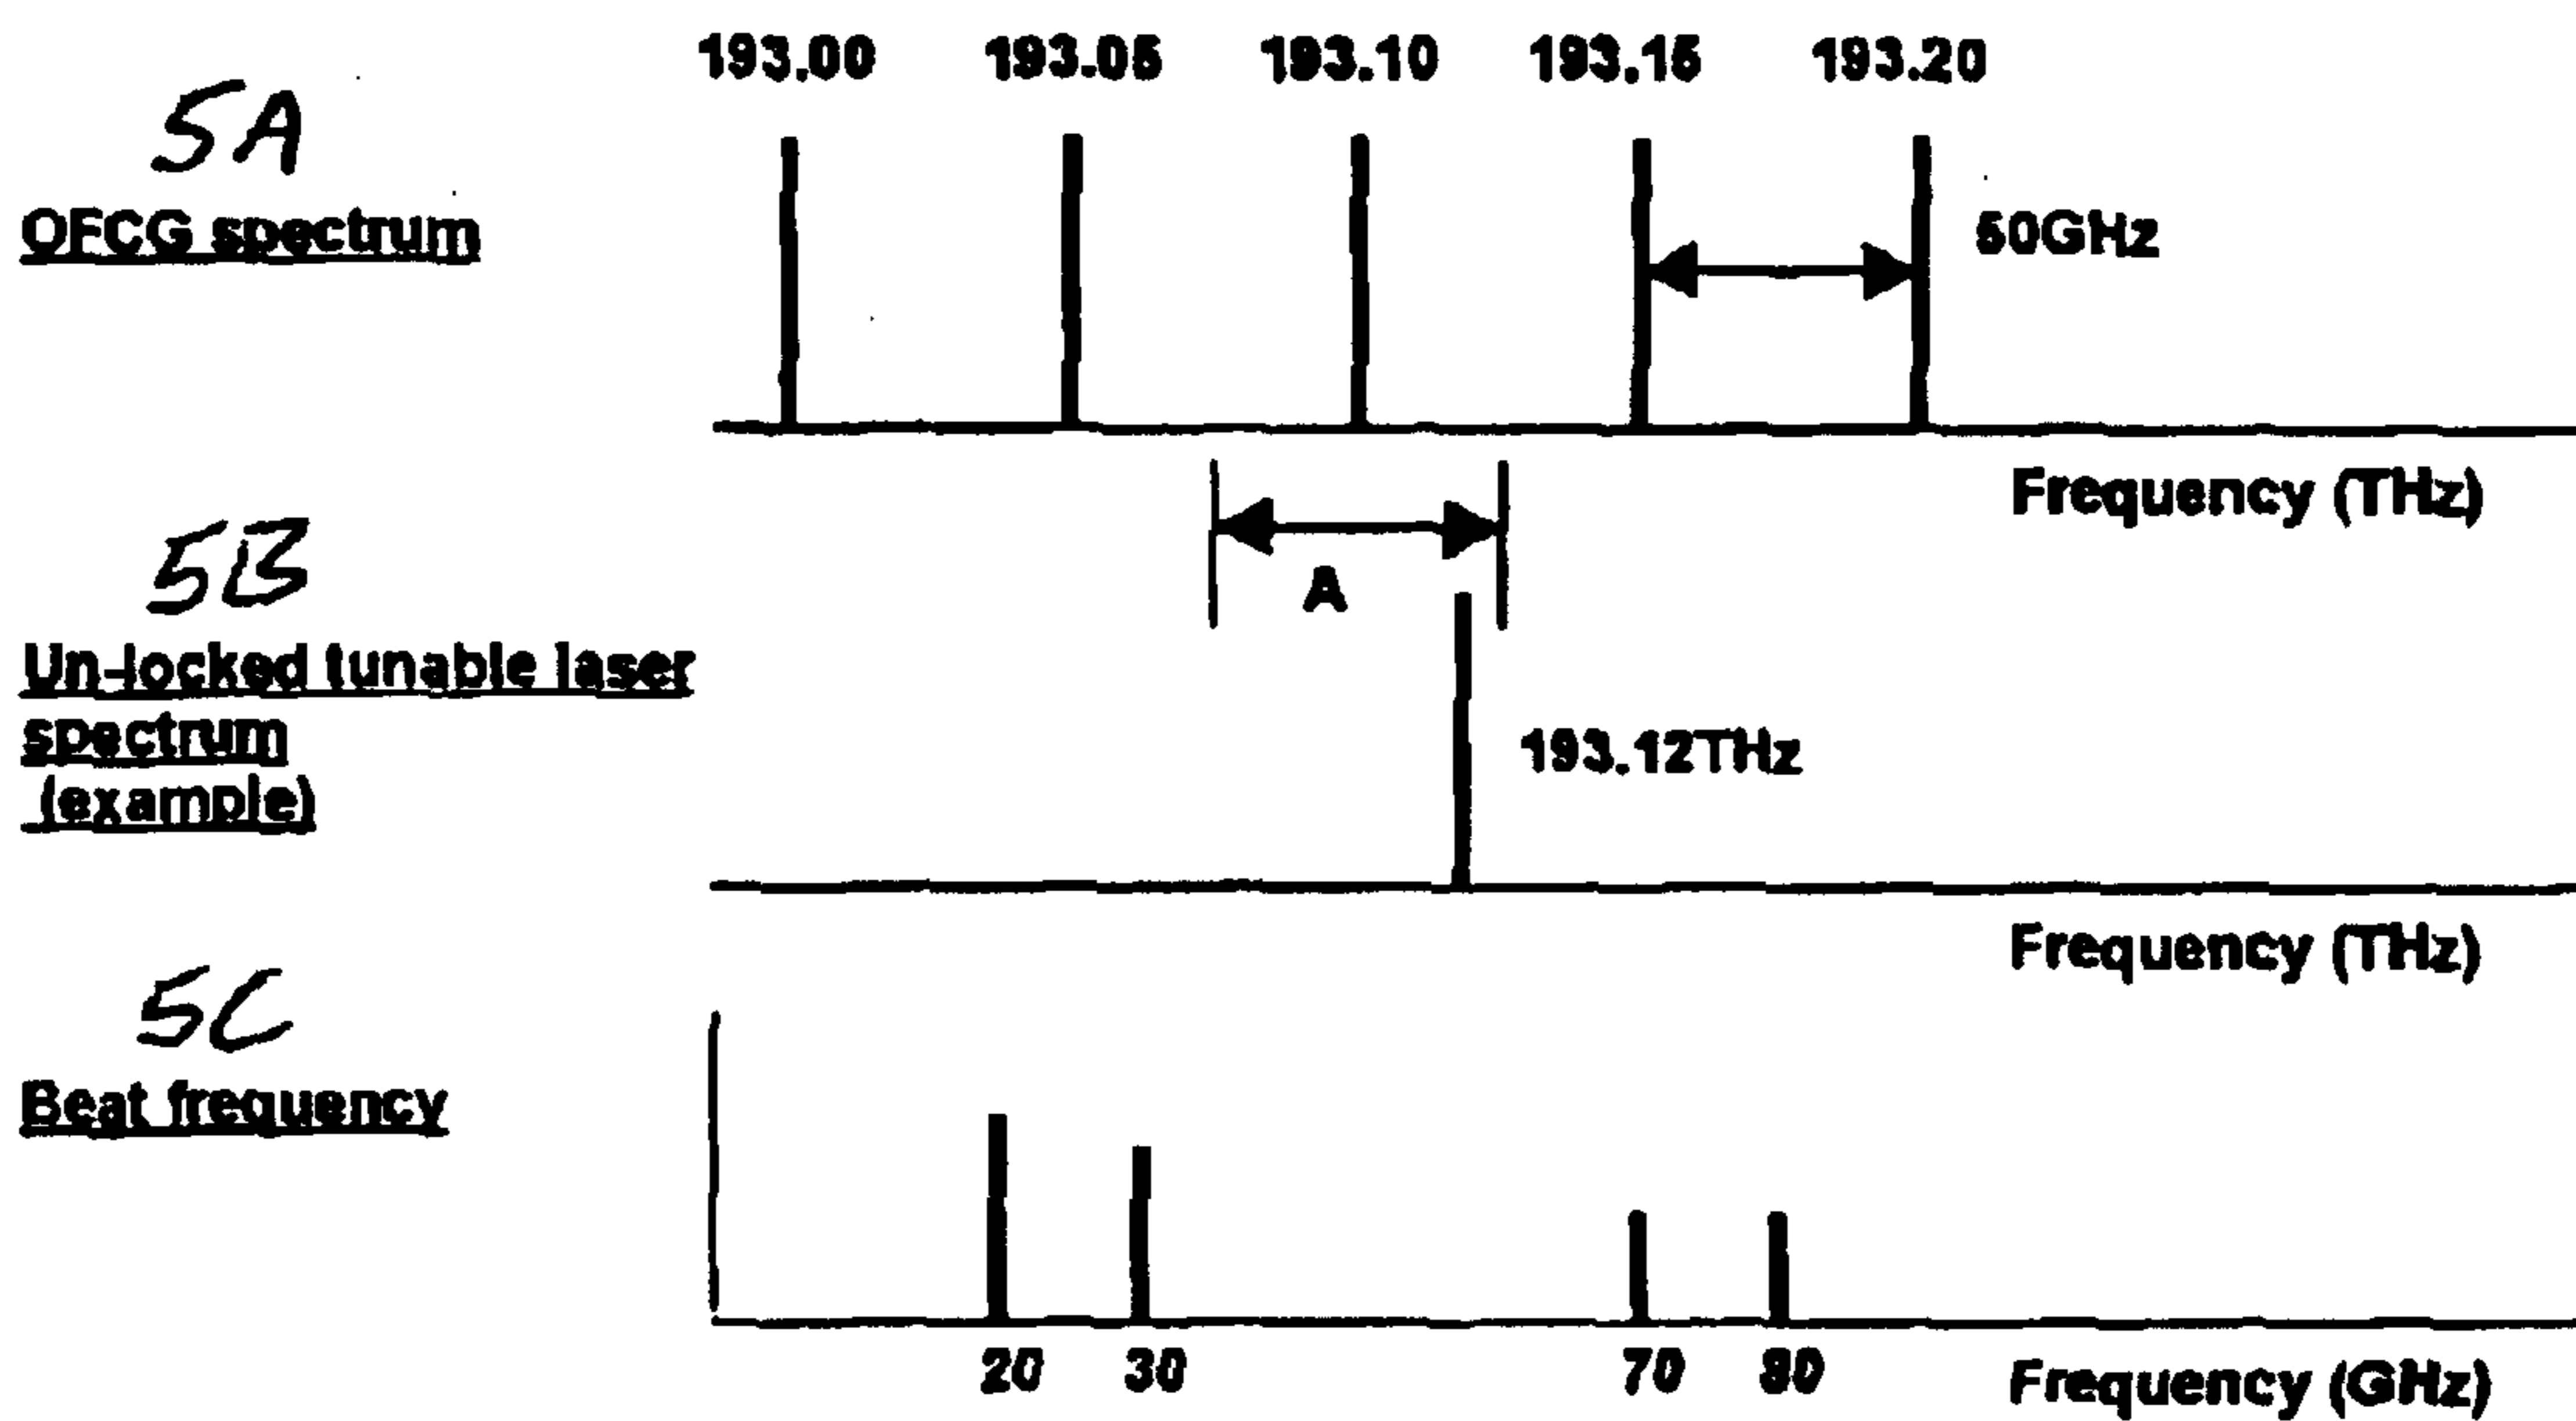 193.00 193.05 193.10 193.15 193.20
5A
OFCG spectrum
50GHz
Frequency (THz)
A
5B
Un-locked tunable laser
spectrum
(example)
193.12THz
Frequency (THz)
5C
Beat frequency
20 30 70 80
Frequency (GHz)